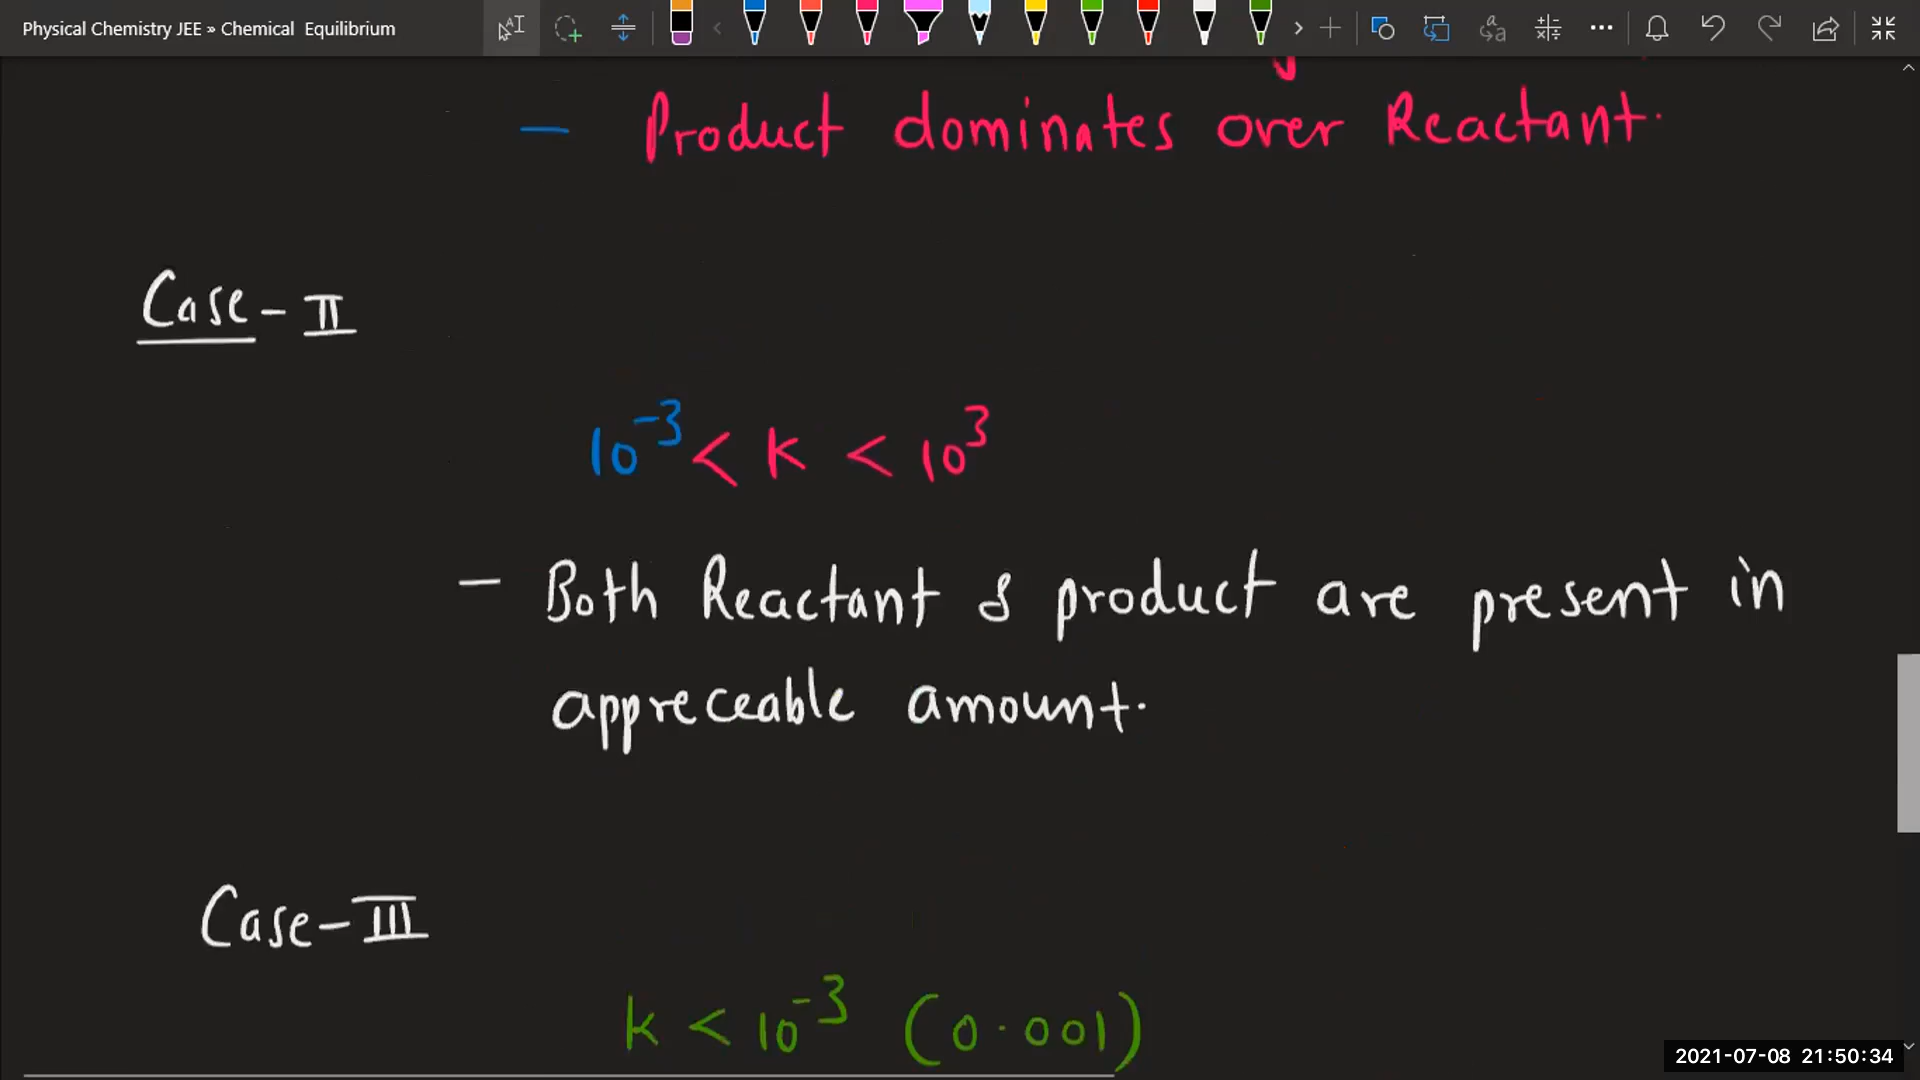 Physical Chemistry JEE » Chemical Equilibrium
– Product dominates over Reactant.
Case - II
10⁻³ < K < 10³
– Both Reactant & product are present in
appreceable amount.
Case - III
K < 10⁻³ (0.001)
2021-07-08 21:50:34